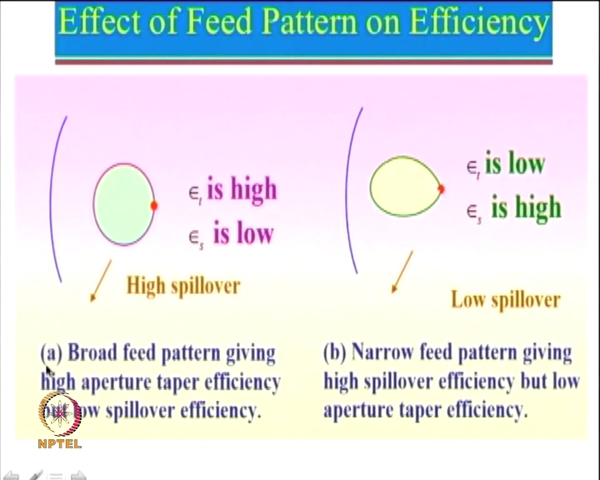 Effect of Feed Pattern on Efficiency
∈t is high
∈s is low
High spillover
∈t is low
∈s is high
Low spillover
(a) Broad feed pattern giving
high aperture taper efficiency
but low spillover efficiency.
(b) Narrow feed pattern giving
high spillover efficiency but low
aperture taper efficiency.
NPTEL